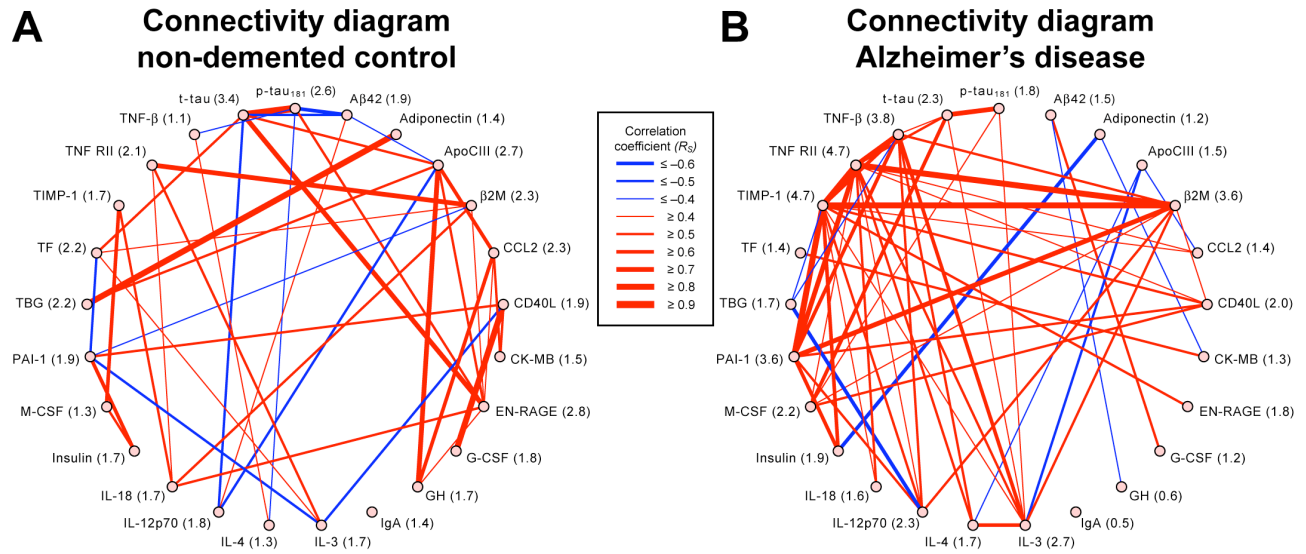 A
Connectivity diagram
non-demented control
p-tau181 (2.6)
t-tau (3.4)
Aβ42 (1.9)
TNF-β (1.1)
Adiponectin (1.4)
TNF RII (2.1)
ApoCIII (2.7)
TIMP-1 (1.7)
β2M (2.3)
TF (2.2)
CCL2 (2.3)
TBG (2.2)
CD40L (1.9)
PAI-1 (1.9)
CK-MB (1.5)
M-CSF (1.3)
EN-RAGE (2.8)
Insulin (1.7)
G-CSF (1.8)
IL-18 (1.7)
GH (1.7)
IL-12p70 (1.8)
IgA (1.4)
IL-4 (1.3)
IL-3 (1.7)
Correlation
coefficient (RS)
≤ –0.6
≤ –0.5
≤ –0.4
≥ 0.4
≥ 0.5
≥ 0.6
≥ 0.7
≥ 0.8
≥ 0.9
B
Connectivity diagram
Alzheimer's disease
p-tau181 (1.8)
t-tau (2.3)
Aβ42 (1.5)
TNF-β (3.8)
Adiponectin (1.2)
TNF RII (4.7)
ApoCIII (1.5)
TIMP-1 (4.7)
β2M (3.6)
TF (1.4)
CCL2 (1.4)
TBG (1.7)
CD40L (2.0)
PAI-1 (3.6)
CK-MB (1.3)
M-CSF (2.2)
EN-RAGE (1.8)
Insulin (1.9)
G-CSF (1.2)
IL-18 (1.6)
GH (0.6)
IL-12p70 (2.3)
IgA (0.5)
IL-4 (1.7)
IL-3 (2.7)